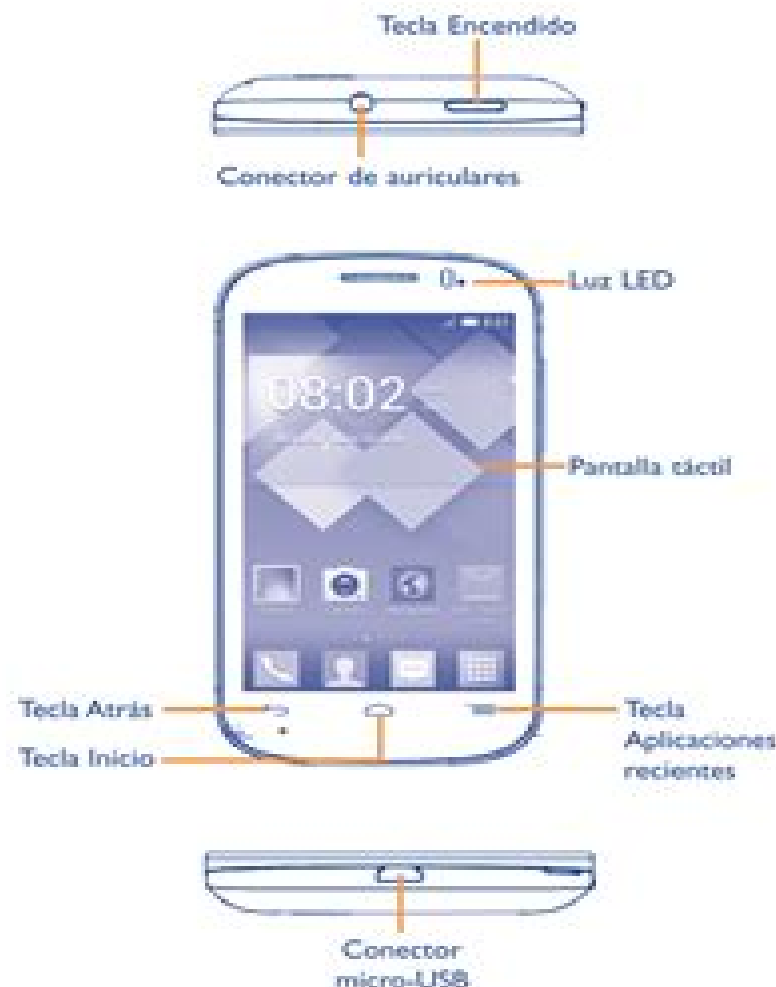 Tecla Encendido
Conector de auriculares
Luz LED
08:02
Pantalla táctil
Tecla Atrás
Tecla Inicio
Tecla
Aplicaciones
recientes
Conector
micro-USB